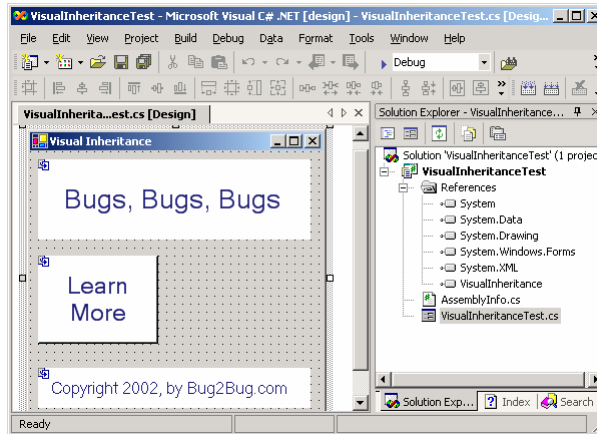 VisualInheritanceTest - Microsoft Visual C# .NET [design] - VisualInheritanceTest.cs [Desig...
File Edit View Project Build Debug Data Format Tools Window Help
Debug
VisualInherita...est.cs [Design]
Visual Inheritance
Bugs, Bugs, Bugs
Learn
More
Copyright 2002, by Bug2Bug.com
Solution Explorer - VisualInheritance...
Solution 'VisualInheritanceTest' (1 projec
VisualInheritanceTest
References
System
System.Data
System.Drawing
System.Windows.Forms
System.XML
VisualInheritance
AssemblyInfo.cs
VisualInheritanceTest.cs
Solution Exp... Index Search
Ready